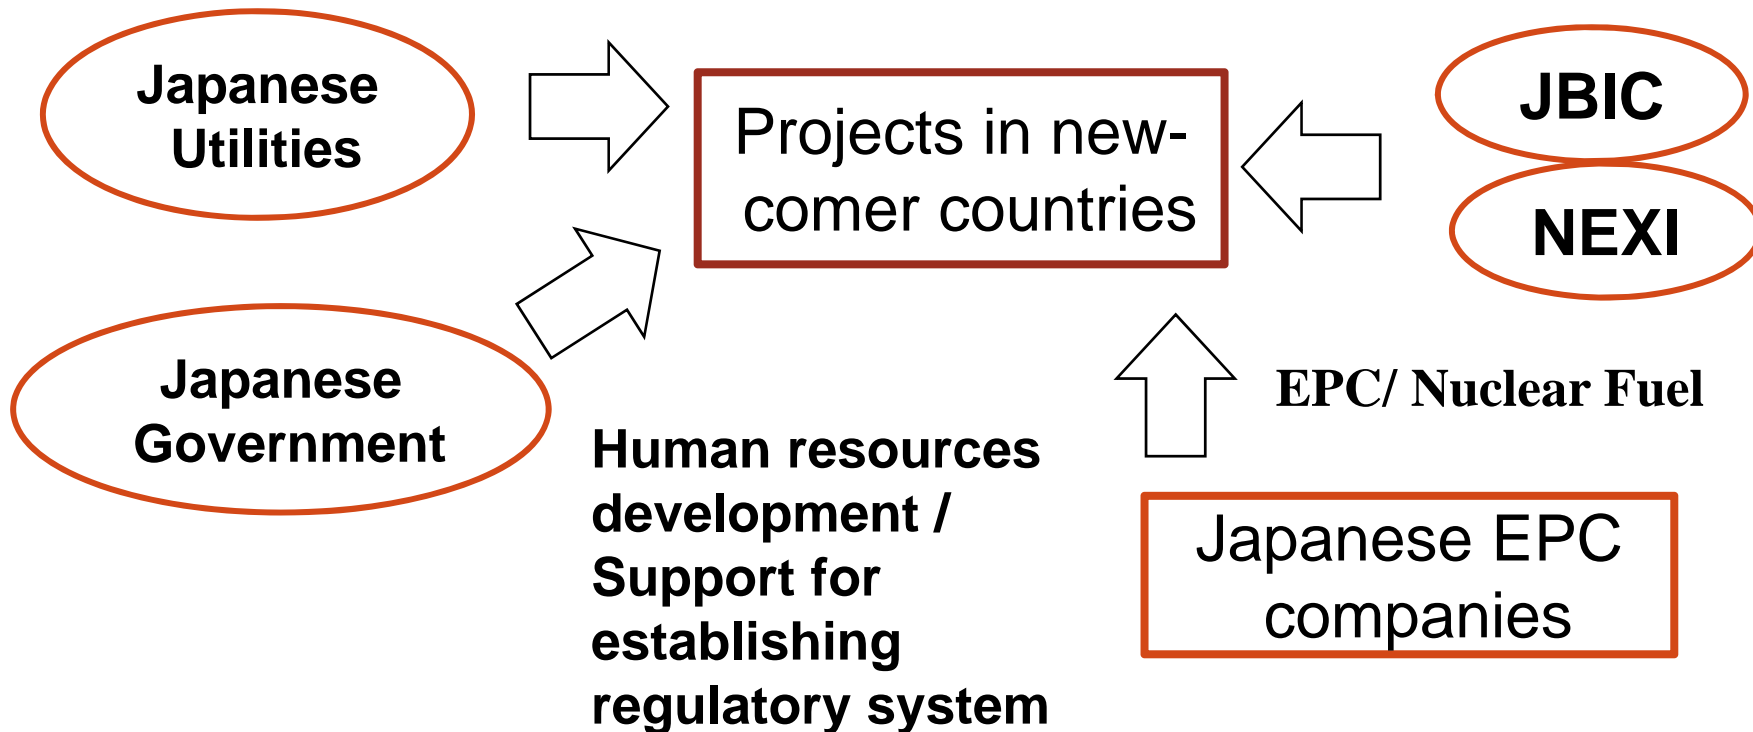 Japanese
Utilities
Projects in new-
comer countries
JBIC
NEXI
Japanese
Government
EPC/ Nuclear Fuel
Human resources
development /
Support for
establishing
regulatory system
Japanese EPC
companies